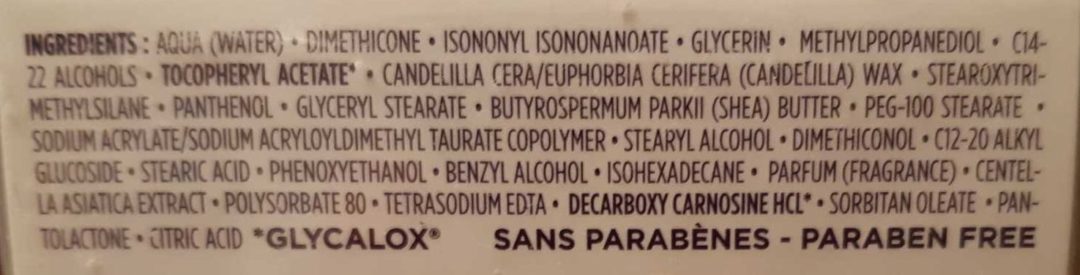 INGREDIENTS : AQUA (WATER) • DIMETHICONE • ISONONYL ISONONANOATE • GLYCERIN • METHYLPROPANEDIOL • C14-
22 ALCOHOLS • TOCOPHERYL ACETATE* • CANDELILLA CERA/EUPHORBIA CERIFERA (CANDELILLA) WAX • STEAROXYTRI-
METHYLSILANE • PANTHENOL • GLYCERYL STEARATE • BUTYROSPERMUM PARKII (SHEA) BUTTER • PEG-100 STEARATE •
SODIUM ACRYLATE/SODIUM ACRYLOYLDIMETHYL TAURATE COPOLYMER • STEARYL ALCOHOL • DIMETHICONOL • C12-20 ALKYL
GLUCOSIDE • STEARIC ACID • PHENOXYETHANOL • BENZYL ALCOHOL • ISOHEXADECANE • PARFUM (FRAGRANCE) • CENTEL-
LA ASIATICA EXTRACT • POLYSORBATE 80 • TETRASODIUM EDTA • DECARBOXY CARNOSINE HCL* • SORBITAN OLEATE • PAN-
TOLACTONE • CITRIC ACID *GLYCALOX® SANS PARABÈNES - PARABEN FREE